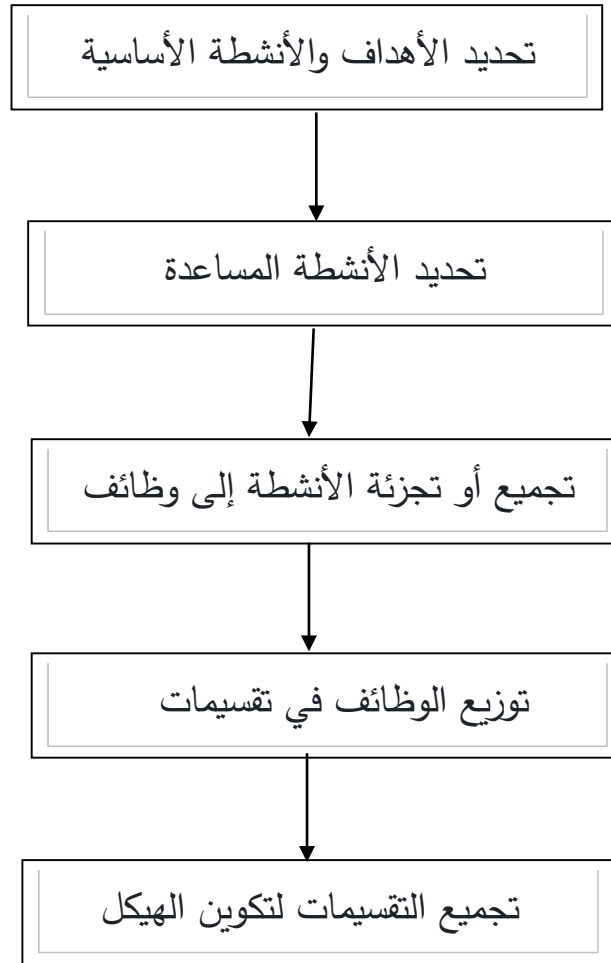 تحديد الأهداف والأنشطة الأساسية
تحديد الأنشطة المساعدة
تجميع أو تجزئة الأنشطة إلى وظائف
توزيع الوظائف في تقسيمات
تجميع التقسيمات لتكوين الهيكل